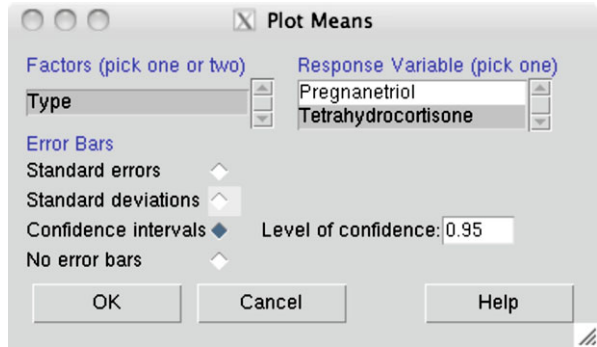 Plot Means
Factors (pick one or two)
Response Variable (pick one)
Type
Pregnanetriol
Tetrahydrocortisone
Error Bars
Standard errors
Standard deviations
Confidence intervals
Level of confidence: 0.95
No error bars
OK
Cancel
Help